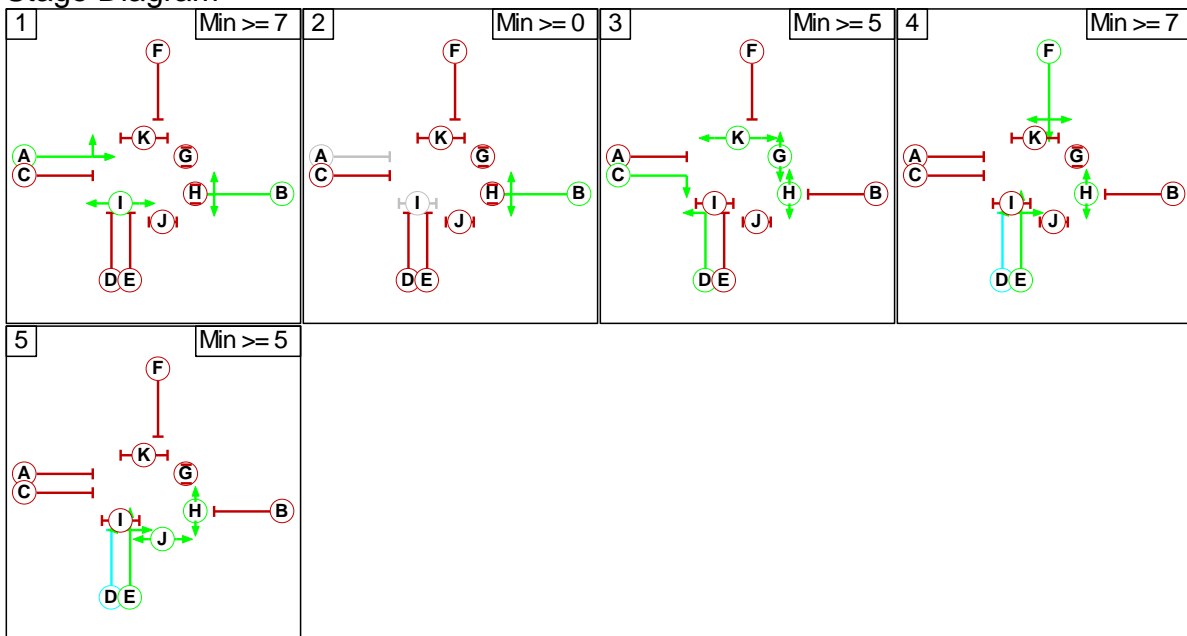 Stage Diagram
1 Min >= 7
F
K
A G
C
H B
I
J
D E
2 Min >= 0
F
K
A G
C
H B
I
J
D E
3 Min >= 5
F
K
A G
C
H B
I
J
D E
4 Min >= 7
F
K
A G
C
H B
I
J
D E
5 Min >= 5
F
K
A G
C
H B
I
J
D E